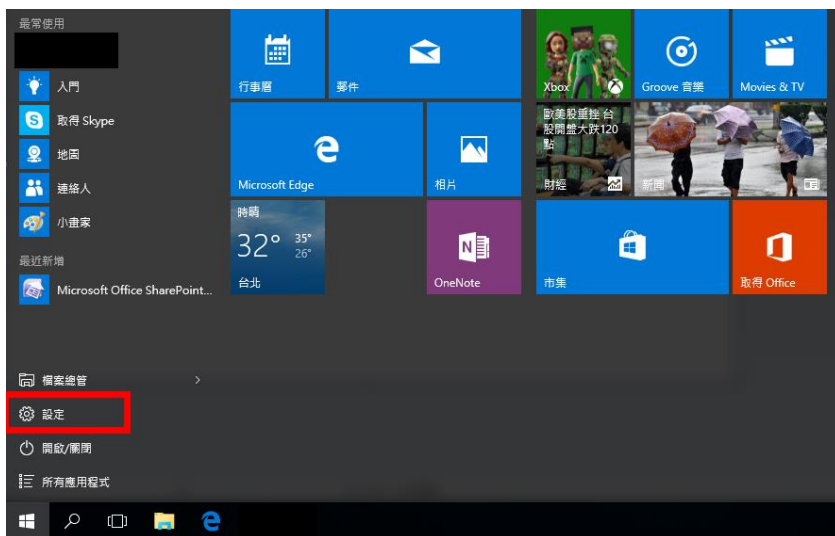 最常使用
入門
取得 Skype
地圖
連絡人
小畫家
最近新增
Microsoft Office SharePoint...
檔案總管
設定
開啟/關閉
所有應用程式
行事曆
郵件
Microsoft Edge
相片
時晴
32° 35°
26°
台北
OneNote
Xbox
Groove 音樂
Movies & TV
歐美股重挫 台
股開盤大跌120
點
財經
新聞
市集
取得 Office